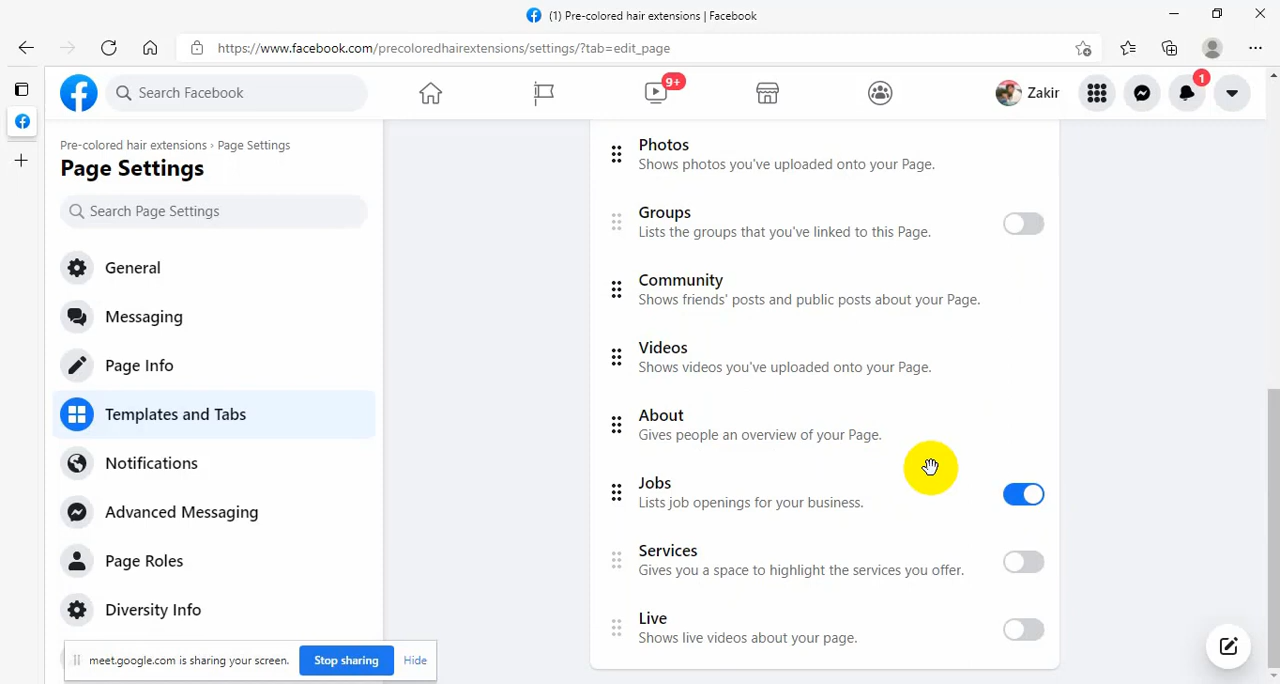 (1) Pre-colored hair extensions | Facebook
https://www.facebook.com/precoloredhairextensions/settings/?tab=edit_page
Search Facebook
9+
Zakir
1
Pre-colored hair extensions › Page Settings
Page Settings
Search Page Settings
General
Messaging
Page Info
Templates and Tabs
Notifications
Advanced Messaging
Page Roles
Diversity Info
Photos
Shows photos you've uploaded onto your Page.
Groups
Lists the groups that you've linked to this Page.
Community
Shows friends' posts and public posts about your Page.
Videos
Shows videos you've uploaded onto your Page.
About
Gives people an overview of your Page.
Jobs
Lists job openings for your business.
Services
Gives you a space to highlight the services you offer.
Live
Shows live videos about your page.
meet.google.com is sharing your screen.
Stop sharing
Hide